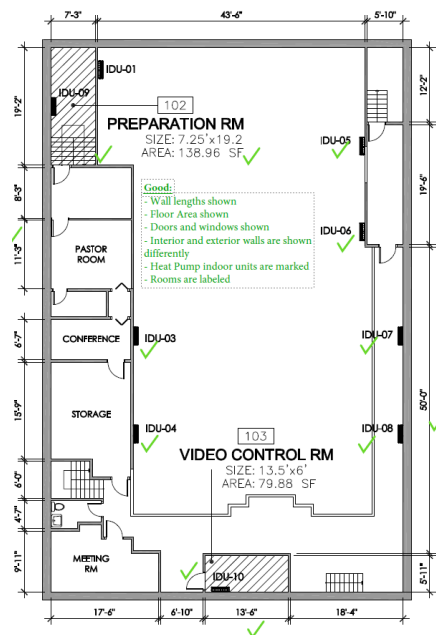 7'-3"
43'-6"
5'-10"
IDU-01
IDU-09
102
PREPARATION RM
SIZE: 7.25'x19.2
AREA: 138.96 SF
IDU-05
19'-2"
12'-2"
Good:
- Wall lengths shown
- Floor Area shown
- Doors and windows shown
- Interior and exterior walls are shown
differently
- Heat Pump indoor units are marked
- Rooms are labeled
8'-3"
19'-6"
IDU-06
PASTOR
ROOM
11'-3"
CONFERENCE
6'-7"
IDU-03
IDU-07
STORAGE
15'-9"
IDU-04
IDU-08
50'-0"
103
VIDEO CONTROL RM
SIZE: 13.5'x6'
AREA: 79.88 SF
6'-0"
4'-7"
MEETING
RM
9'-11"
IDU-10
5'-11"
17'-6"
6'-10"
13'-6"
18'-4"